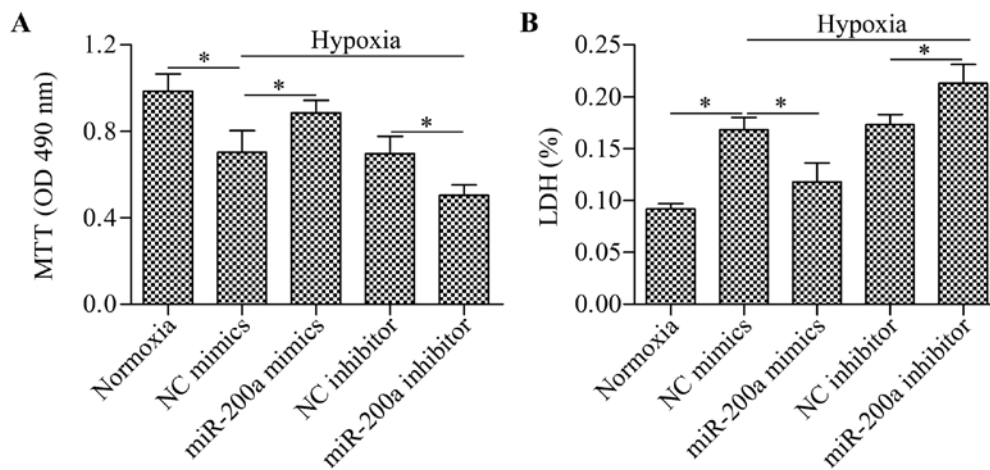 A
MTT (OD 490 nm)
1.2
0.8
0.4
0.0
Hypoxia
*
*
*
Normoxia
NC mimics
miR-200a mimics
NC inhibitor
miR-200a inhibitor
B
LDH (%)
0.25
0.20
0.15
0.10
0.05
0.00
Hypoxia
*
*
*
Normoxia
NC mimics
miR-200a mimics
NC inhibitor
miR-200a inhibitor